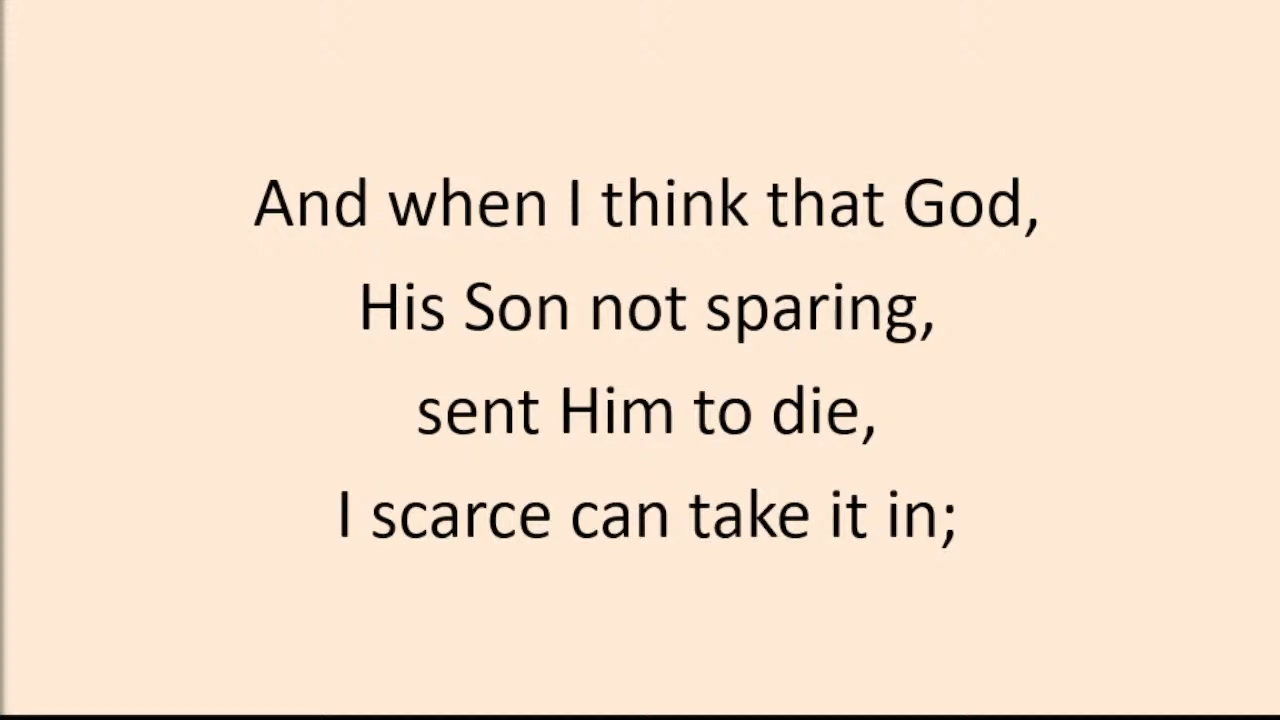 And when I think that God,
His Son not sparing,
sent Him to die,
I scarce can take it in;